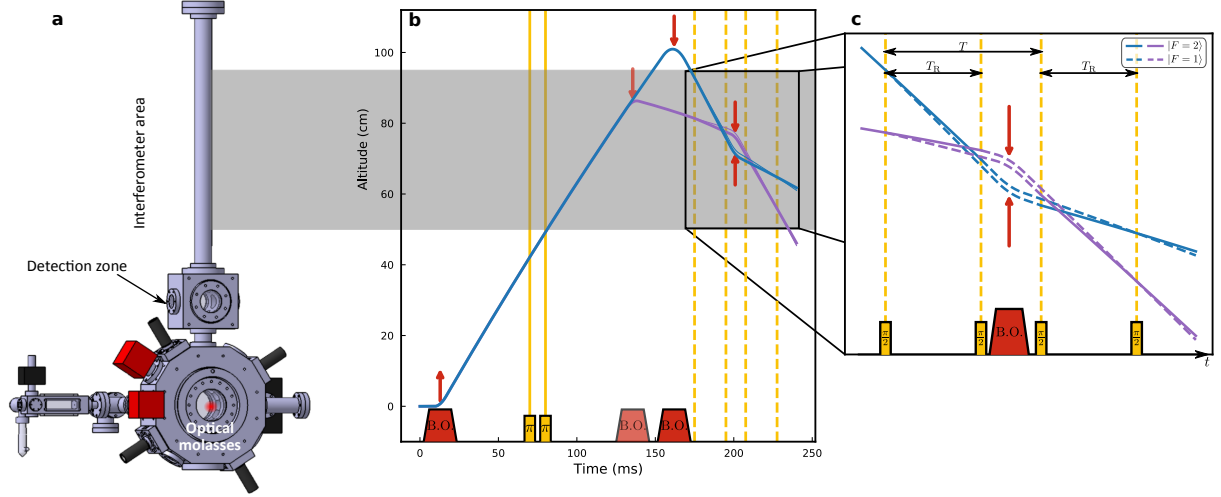 a
Interferometer area
Detection zone
Optical
molasses
b
Altitude (cm)
100
80
60
40
20
0
B.O.
π
π
B.O.
B.O.
0
50
100
150
200
250
Time (ms)
c
|F = 2⟩
|F = 1⟩
T
T_R
T_R
π/2
π/2
B.O.
π/2
π/2
t